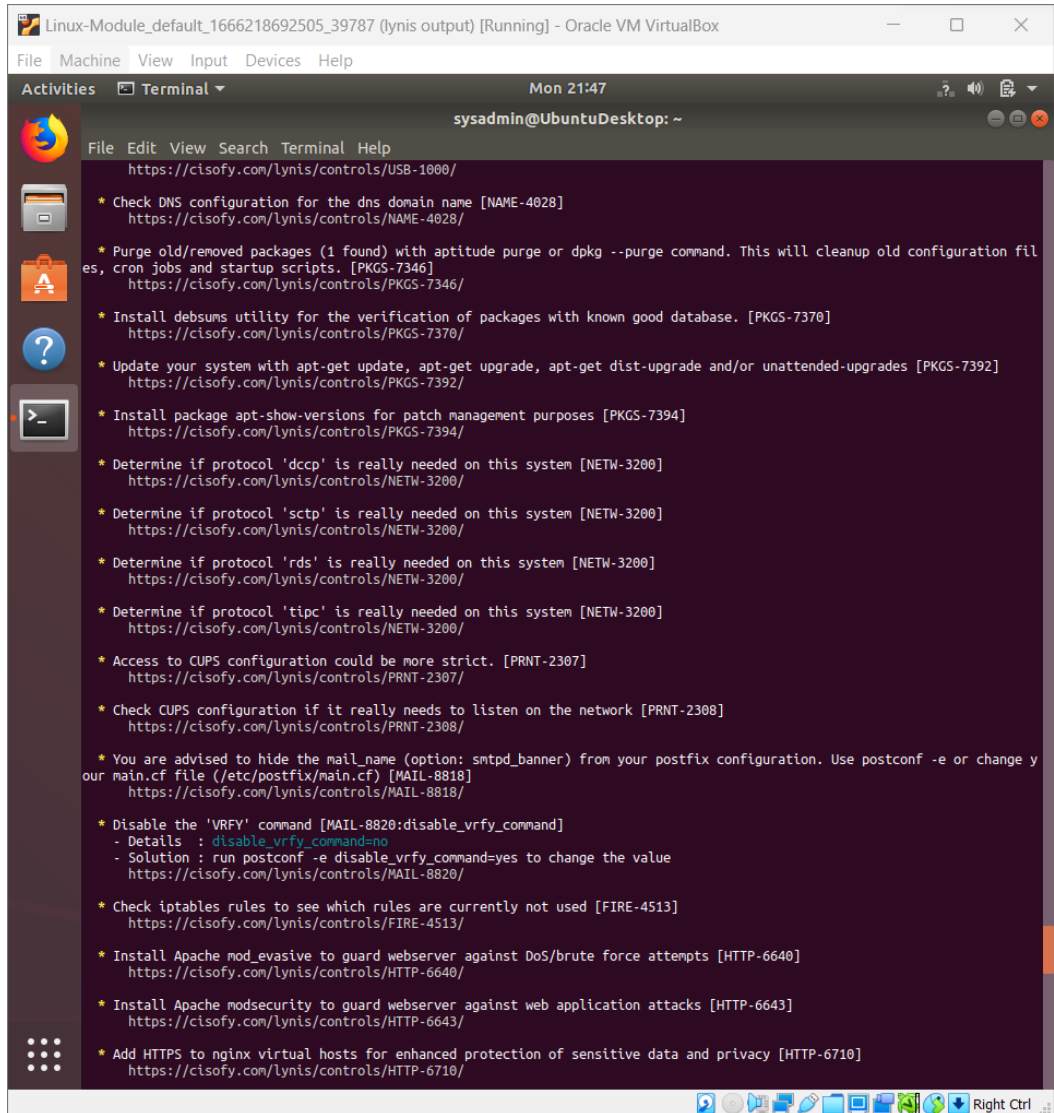 Linux-Module_default_1666218692505_39787 (lynis output) [Running] - Oracle VM VirtualBox
File Machine View Input Devices Help
Activities Terminal Mon 21:47
sysadmin@UbuntuDesktop: ~
File Edit View Search Terminal Help
https://cisofy.com/lynis/controls/USB-1000/
* Check DNS configuration for the dns domain name [NAME-4028]
https://cisofy.com/lynis/controls/NAME-4028/
* Purge old/removed packages (1 found) with aptitude purge or dpkg --purge command. This will cleanup old configuration fil
es, cron jobs and startup scripts. [PKGS-7346]
https://cisofy.com/lynis/controls/PKGS-7346/
* Install debsums utility for the verification of packages with known good database. [PKGS-7370]
https://cisofy.com/lynis/controls/PKGS-7370/
* Update your system with apt-get update, apt-get upgrade, apt-get dist-upgrade and/or unattended-upgrades [PKGS-7392]
https://cisofy.com/lynis/controls/PKGS-7392/
* Install package apt-show-versions for patch management purposes [PKGS-7394]
https://cisofy.com/lynis/controls/PKGS-7394/
* Determine if protocol 'dccp' is really needed on this system [NETW-3200]
https://cisofy.com/lynis/controls/NETW-3200/
* Determine if protocol 'sctp' is really needed on this system [NETW-3200]
https://cisofy.com/lynis/controls/NETW-3200/
* Determine if protocol 'rds' is really needed on this system [NETW-3200]
https://cisofy.com/lynis/controls/NETW-3200/
* Determine if protocol 'tipc' is really needed on this system [NETW-3200]
https://cisofy.com/lynis/controls/NETW-3200/
* Access to CUPS configuration could be more strict. [PRNT-2307]
https://cisofy.com/lynis/controls/PRNT-2307/
* Check CUPS configuration if it really needs to listen on the network [PRNT-2308]
https://cisofy.com/lynis/controls/PRNT-2308/
* You are advised to hide the mail_name (option: smtpd_banner) from your postfix configuration. Use postconf -e or change y
our main.cf file (/etc/postfix/main.cf) [MAIL-8818]
https://cisofy.com/lynis/controls/MAIL-8818/
* Disable the 'VRFY' command [MAIL-8820:disable_vrfy_command]
- Details : disable_vrfy_command=no
- Solution : run postconf -e disable_vrfy_command=yes to change the value
https://cisofy.com/lynis/controls/MAIL-8820/
* Check iptables rules to see which rules are currently not used [FIRE-4513]
https://cisofy.com/lynis/controls/FIRE-4513/
* Install Apache mod_evasive to guard webserver against DoS/brute force attempts [HTTP-6640]
https://cisofy.com/lynis/controls/HTTP-6640/
* Install Apache modsecurity to guard webserver against web application attacks [HTTP-6643]
https://cisofy.com/lynis/controls/HTTP-6643/
* Add HTTPS to nginx virtual hosts for enhanced protection of sensitive data and privacy [HTTP-6710]
https://cisofy.com/lynis/controls/HTTP-6710/
Right Ctrl